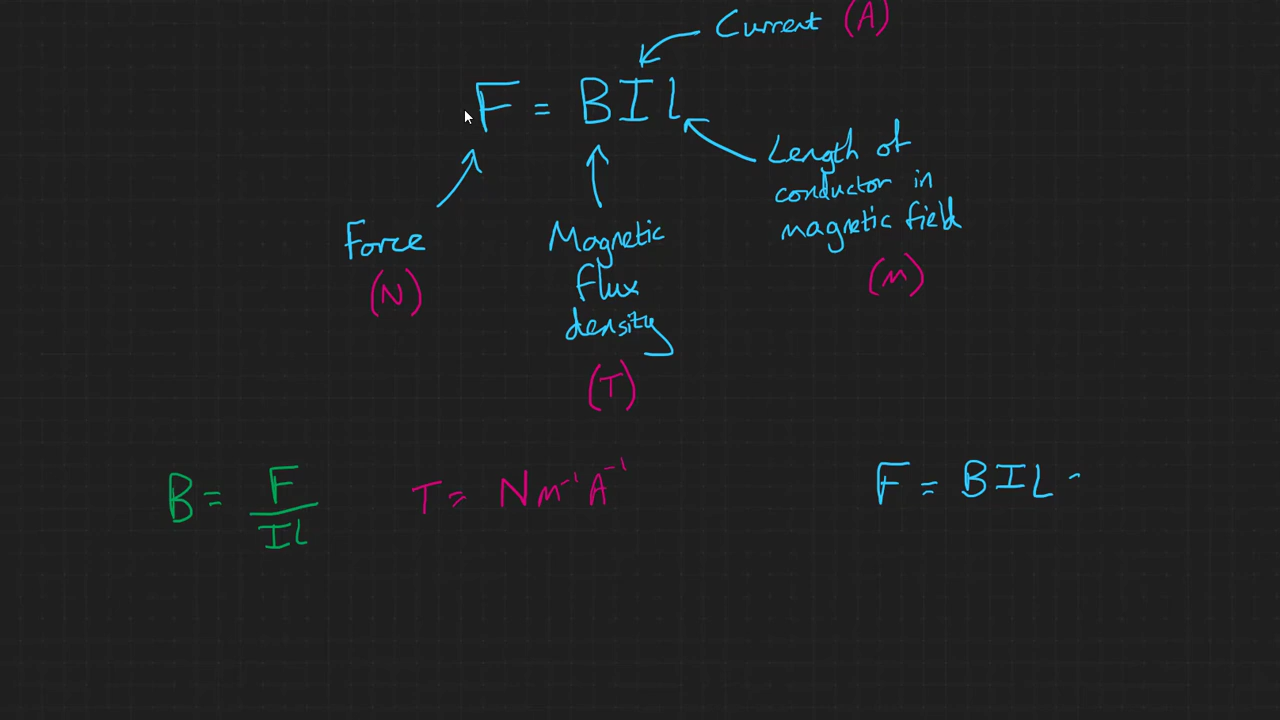 Current (A)
F = BIl
Length of
conductor in
magnetic field
(m)
Force
(N)
Magnetic
flux
density
(T)
B = F / Il
T = Nm⁻¹A⁻¹
F = BIL